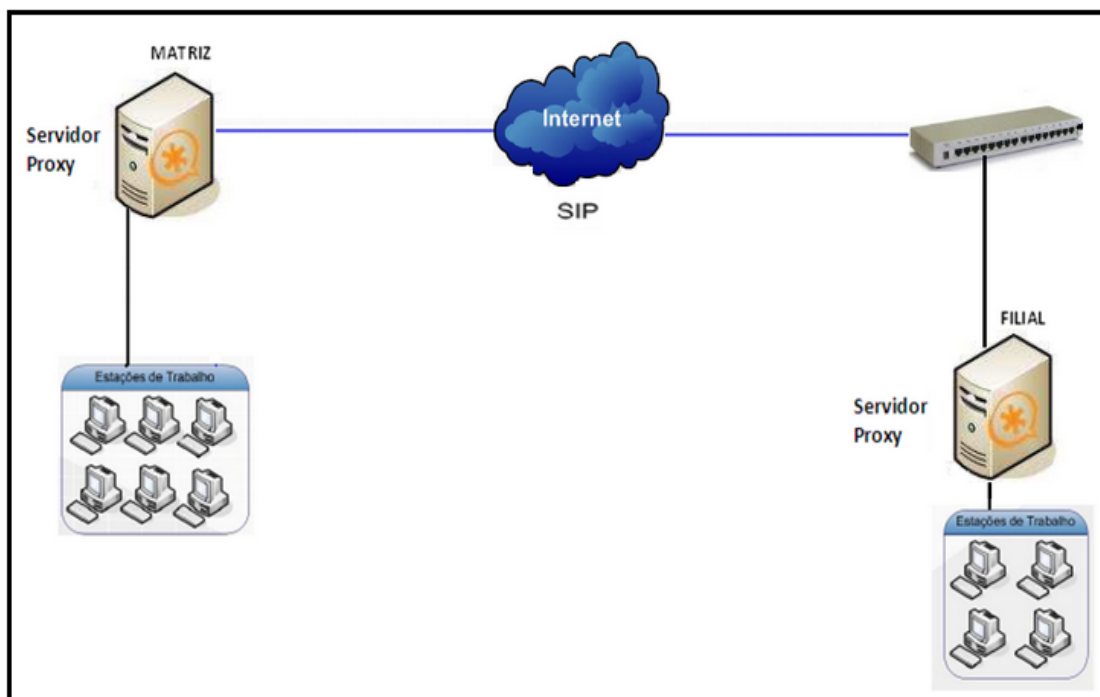 MATRIZ
Servidor
Proxy
Internet
SIP
Estações de Trabalho
FILIAL
Servidor
Proxy
Estações de Trabalho